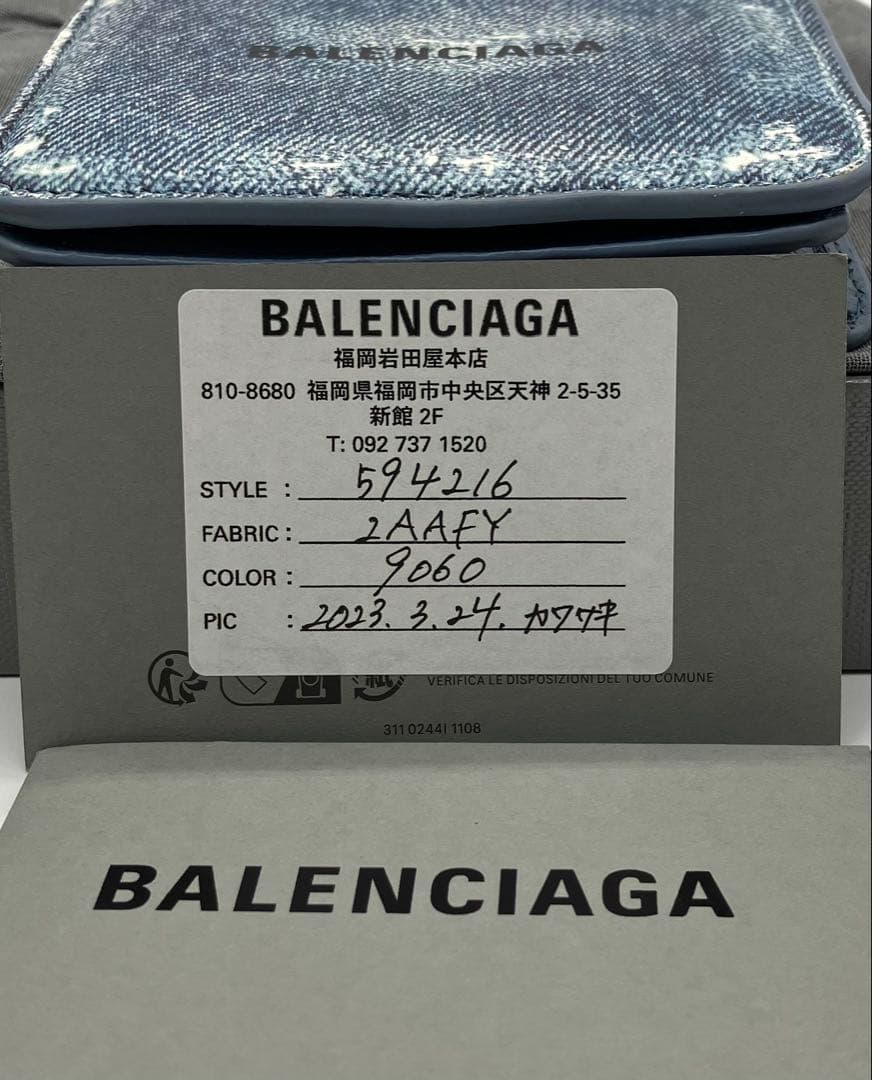 BALENCIAGA
BALENCIAGA
福岡岩田屋本店
810-8680 福岡県福岡市中央区天神 2-5-35
新館 2F
T: 092 737 1520
STYLE : 594216
FABRIC : 2AAFY
COLOR : 9060
PIC : 2023. 3. 24. カワサキ
VERIFICA LE DISPOSIZIONI DEL TUO COMUNE
311 0244I 1108
BALENCIAGA